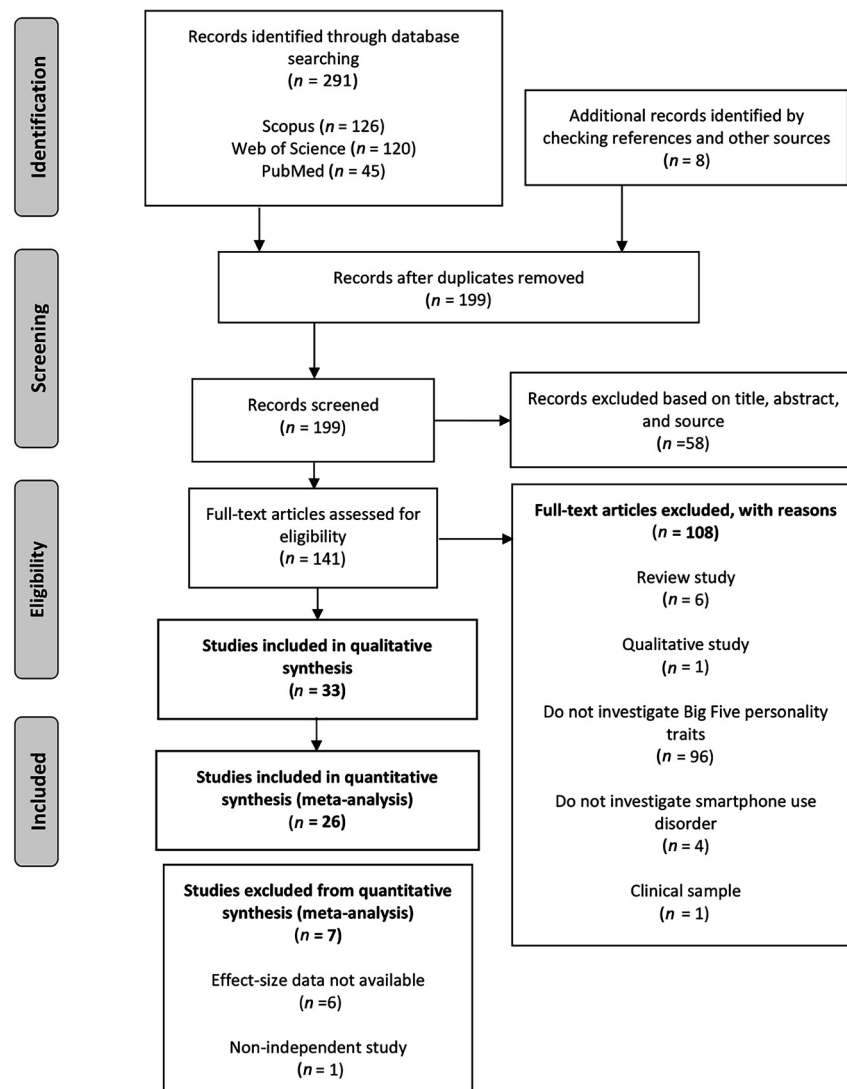 Identification
Records identified through database
searching
(n = 291)
Scopus (n = 126)
Web of Science (n = 120)
PubMed (n = 45)
Additional records identified by
checking references and other sources
(n = 8)
Screening
Records after duplicates removed
(n = 199)
Records screened
(n = 199)
Records excluded based on title, abstract,
and source
(n =58)
Eligibility
Full-text articles assessed for
eligibility
(n = 141)
Full-text articles excluded, with reasons
(n = 108)
Review study
(n = 6)
Qualitative study
(n = 1)
Do not investigate Big Five personality
traits
(n = 96)
Do not investigate smartphone use
disorder
(n = 4)
Clinical sample
(n = 1)
Studies included in qualitative
synthesis
(n = 33)
Included
Studies included in quantitative
synthesis (meta-analysis)
(n = 26)
Studies excluded from quantitative
synthesis (meta-analysis)
(n = 7)
Effect-size data not available
(n =6)
Non-independent study
(n = 1)